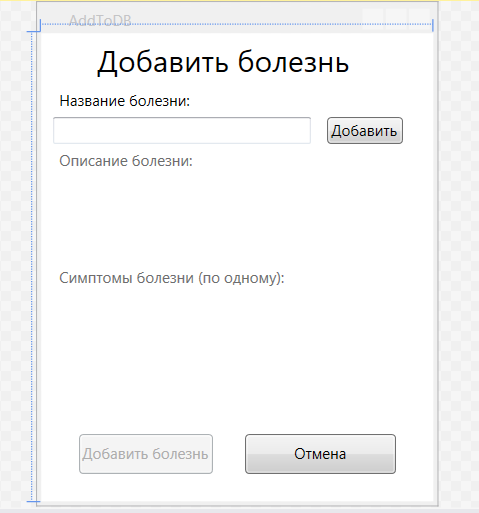 AddToDB
Добавить болезнь
Название болезни:
Добавить
Описание болезни:
Симптомы болезни (по одному):
Добавить болезнь
Отмена